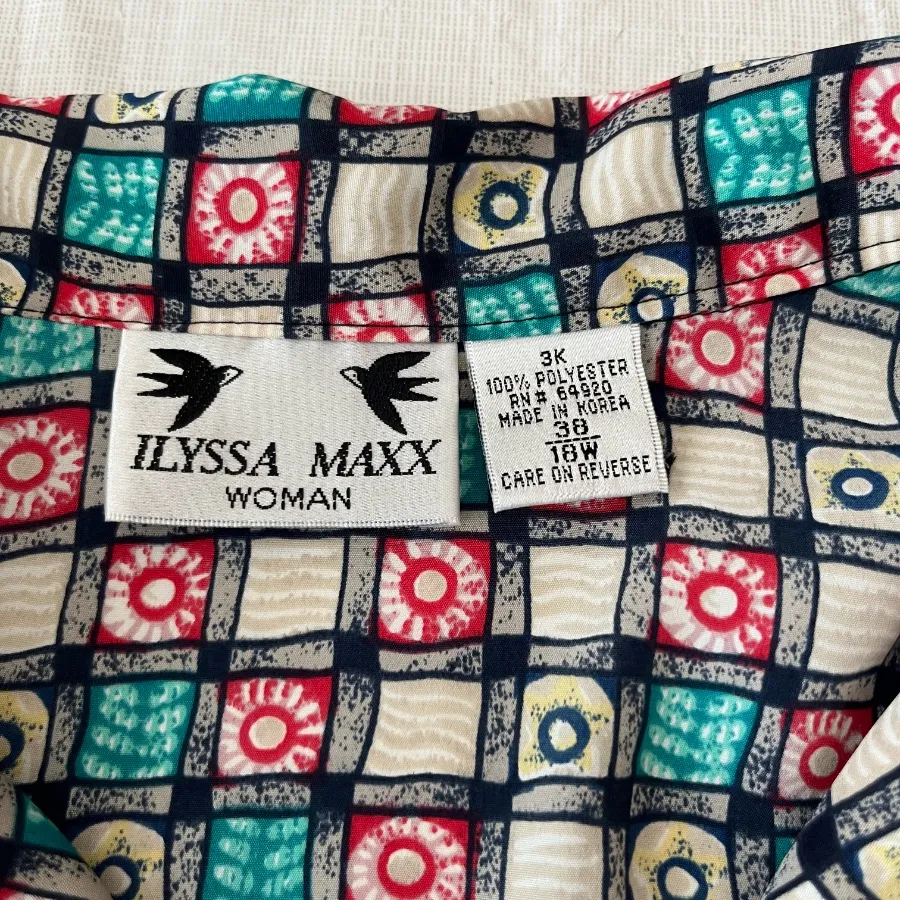 ILYSSA MAXX
WOMAN
3K
100% POLYESTER
RN# 64920
MADE IN KOREA
38
18W
CARE ON REVERSE